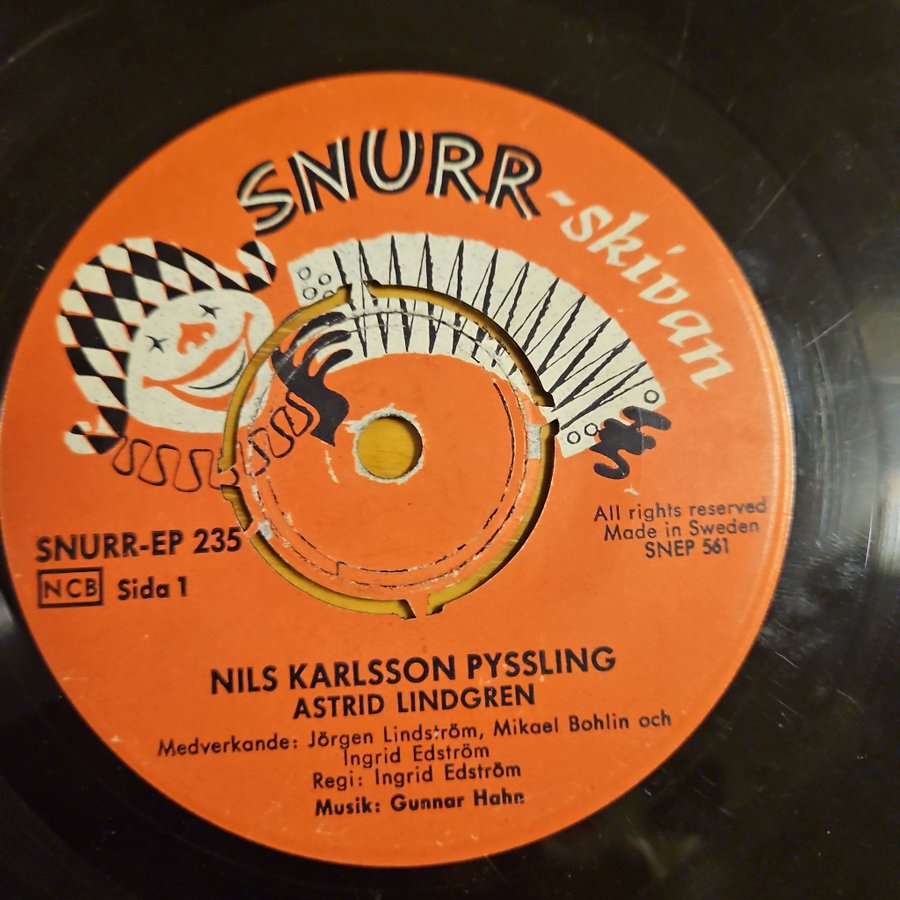 SNURR-skivan
All rights reserved
Made in Sweden
SNEP 561
SNURR-EP 235
NCB Sida 1
NILS KARLSSON PYSSLING
ASTRID LINDGREN
Medverkande: Jörgen Lindström, Mikael Bohlin och
Ingrid Edström
Regi: Ingrid Edström
Musik: Gunnar Hahn